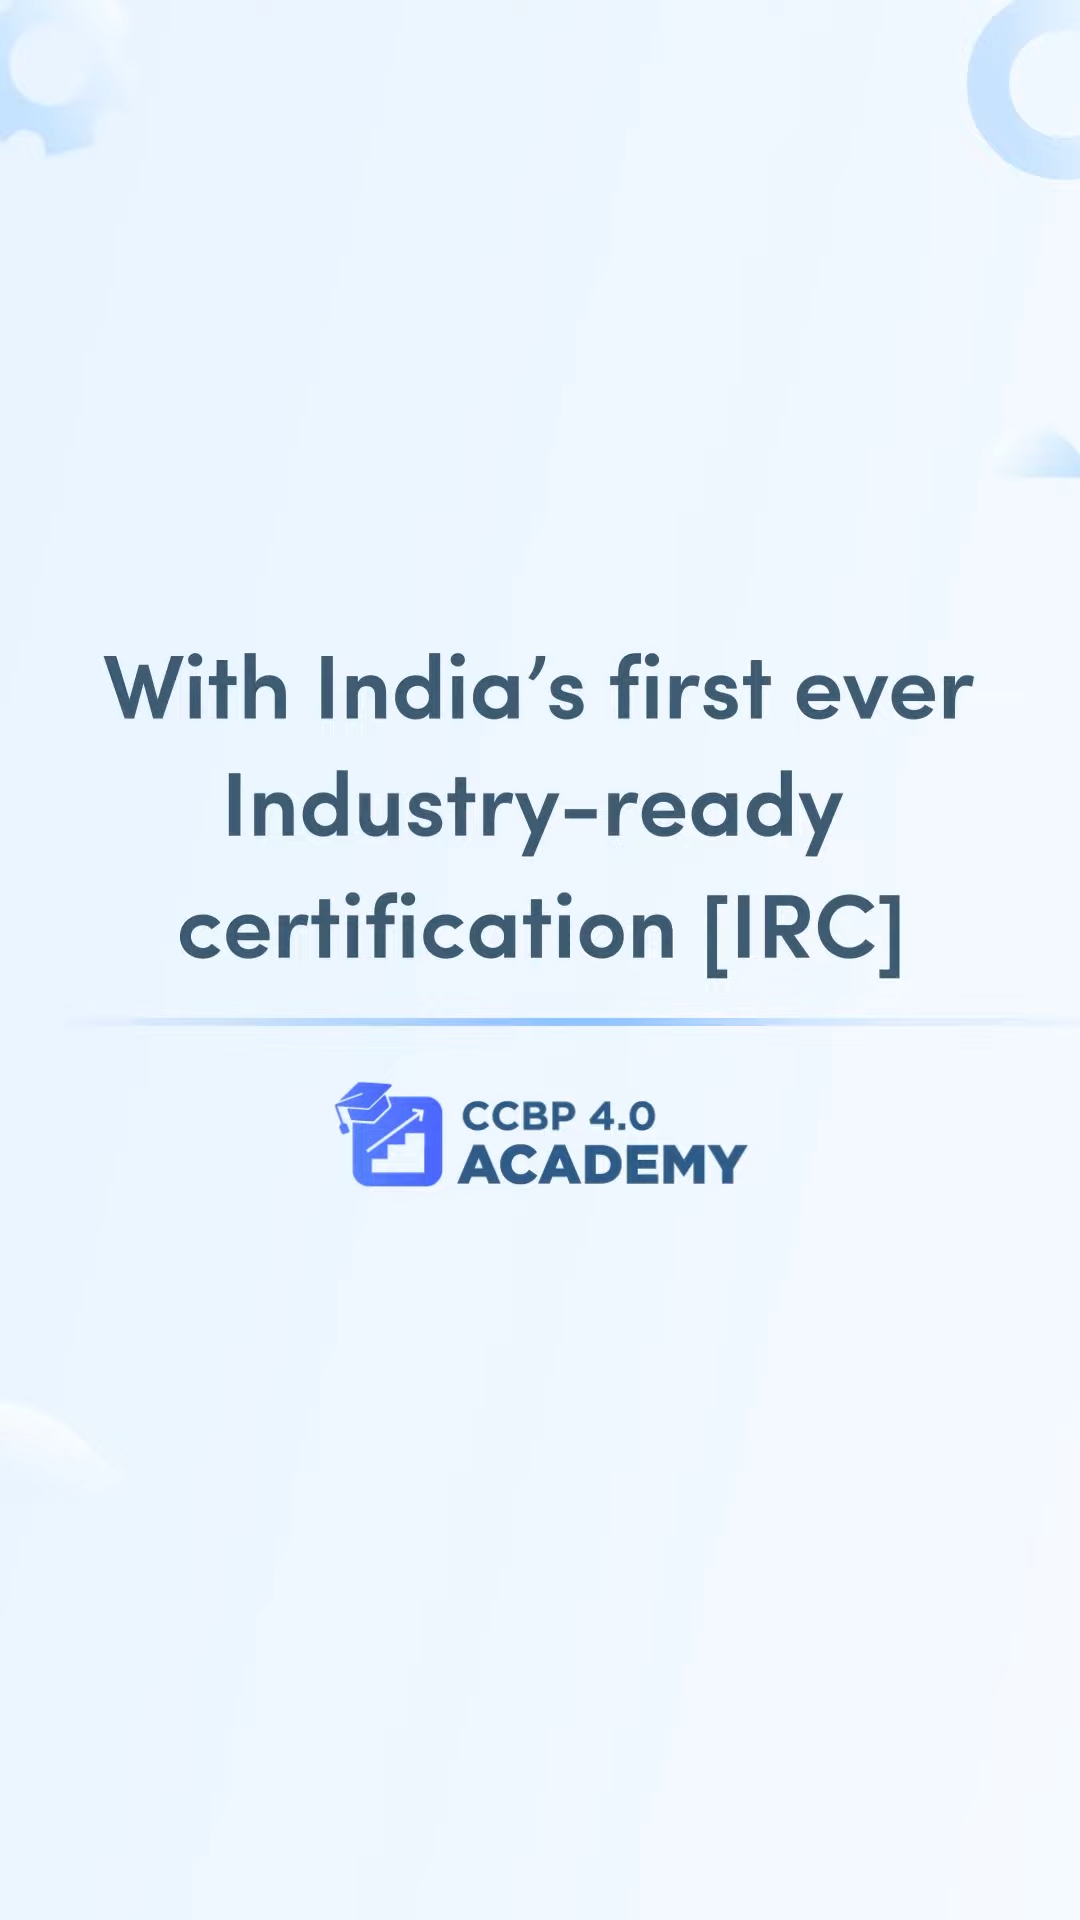 With India’s first ever
Industry-ready
certification [IRC]
CCBP 4.0
ACADEMY